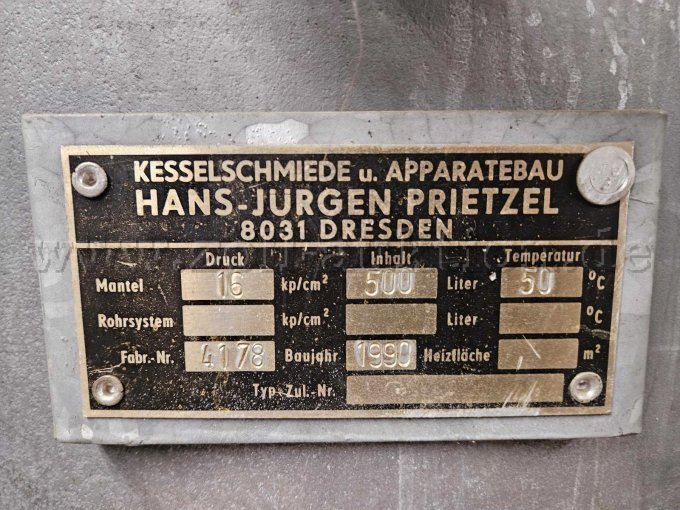 KESSELSCHMIEDE u. APPARATEBAU
HANS-JÜRGEN PRIETZEL
8031 DRESDEN
Druck Inhalt Temperatur
Mantel 16 kp/cm² 500 Liter 50 °C
Rohrsystem kp/cm² Liter °C
Fabr.-Nr. 4178 Baujahr 1990 Heizfläche m²
Typ-Zul.-Nr.